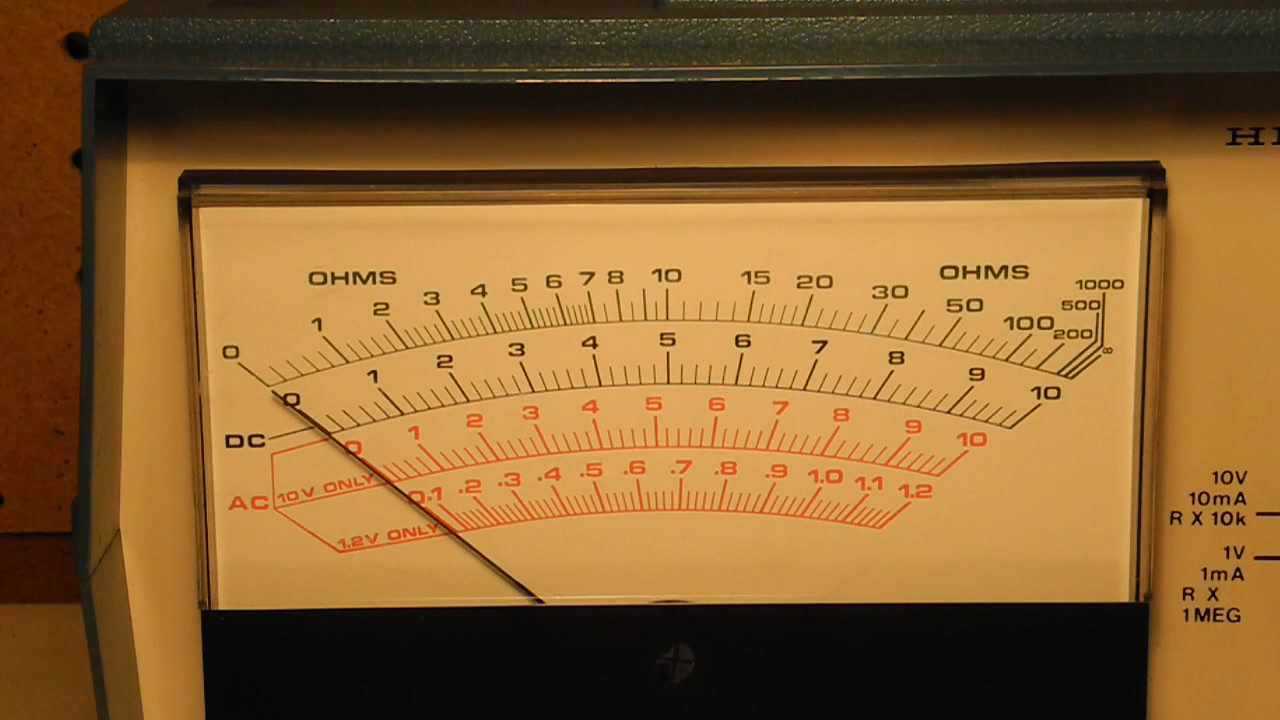 HI
OHMS OHMS
0 1 2 3 4 5 6 7 8 10 15 20 30 50 100 200 500 1000 ∞
0 1 2 3 4 5 6 7 8 9 10
DC
0 1 2 3 4 5 6 7 8 9 10
AC 10V ONLY
0.1 .2 .3 .4 .5 .6 .7 .8 .9 1.0 1.1 1.2
1.2V ONLY
10V
10mA
R X 10k
1V
1mA
R X
1MEG